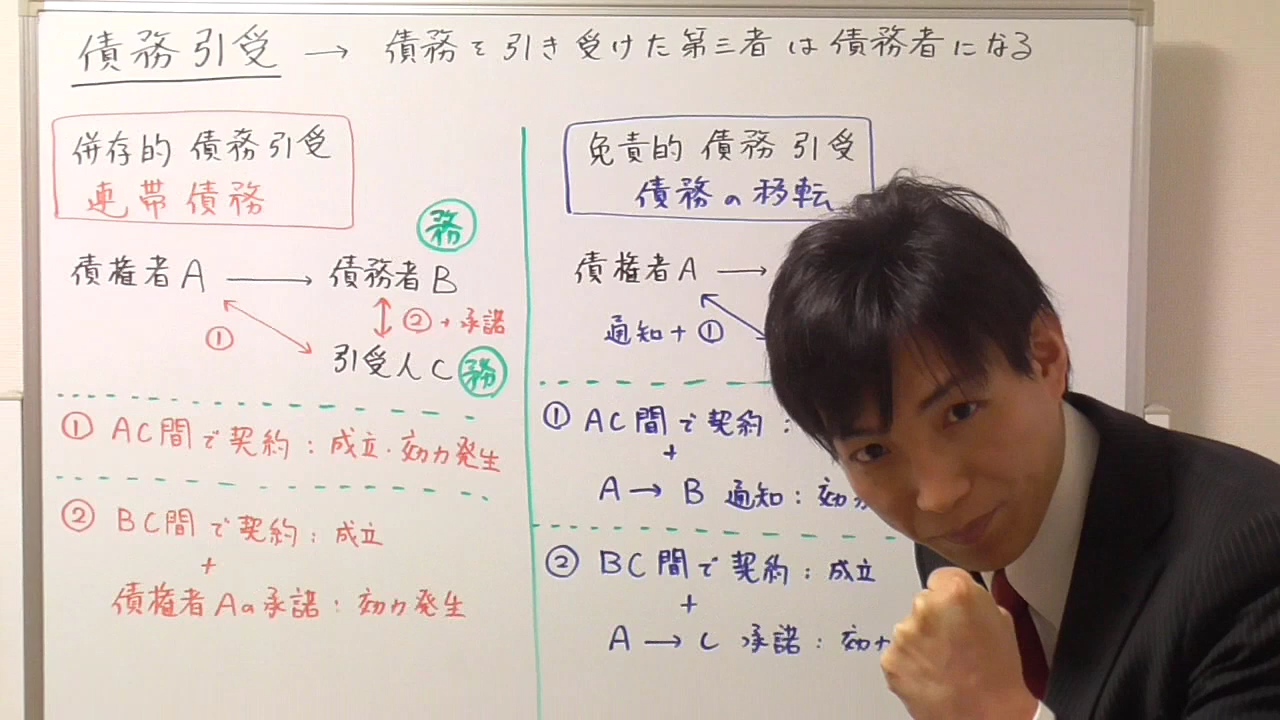 債務引受 → 債務を引き受けた第三者は債務者になる
併存的債務引受
連帯債務
務
債権者A → 債務者B
① ②+承諾
引受人C 務
① AC間で契約：成立・効力発生
② BC間で契約：成立
+
債権者Aの承諾：効力発生
免責的債務引受
債務の移転
債権者A →
通知+①
① AC間で契約：
+
A→B 通知：効力
② BC間で契約：成立
+
A→C 承諾：効力